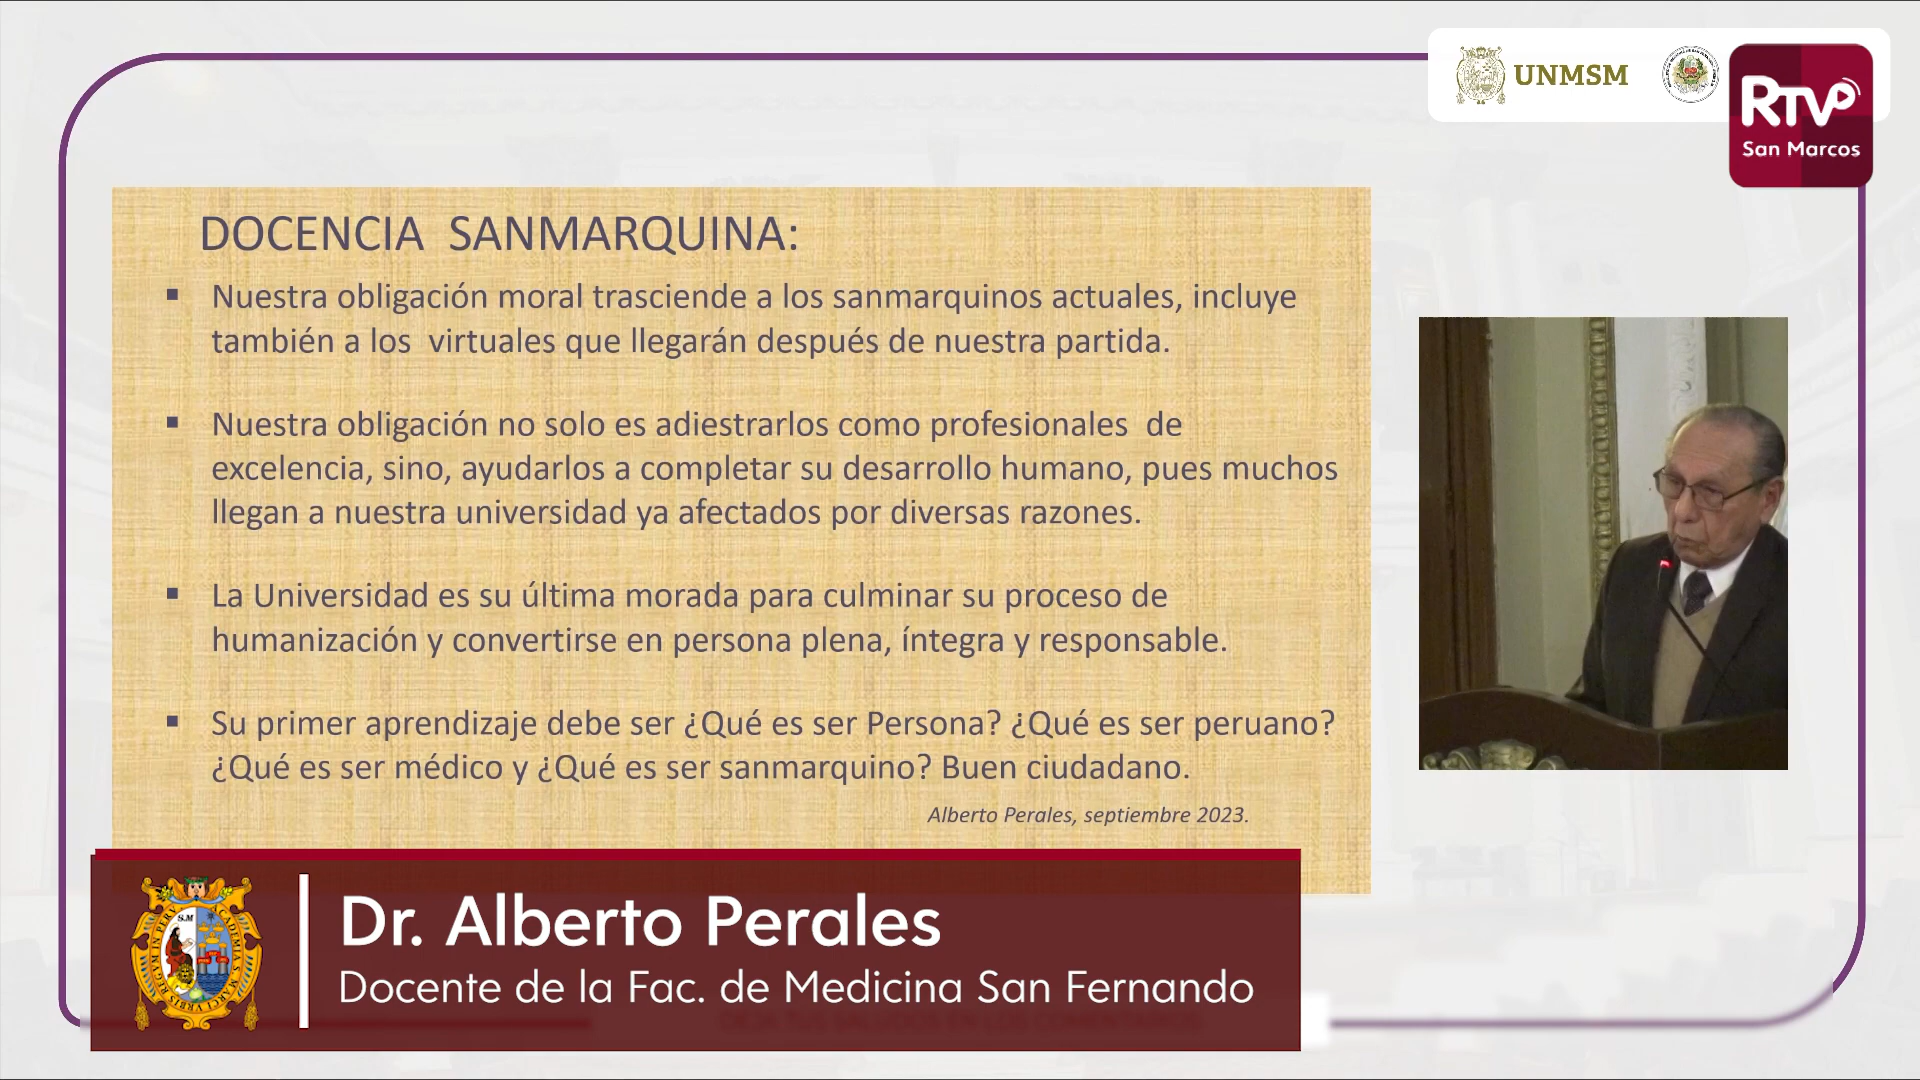 UNMSM
RTV
San Marcos
DOCENCIA SANMARQUINA:
▪ Nuestra obligación moral trasciende a los sanmarquinos actuales, incluye
también a los virtuales que llegarán después de nuestra partida.
▪ Nuestra obligación no solo es adiestrarlos como profesionales de
excelencia, sino, ayudarlos a completar su desarrollo humano, pues muchos
llegan a nuestra universidad ya afectados por diversas razones.
▪ La Universidad es su última morada para culminar su proceso de
humanización y convertirse en persona plena, íntegra y responsable.
▪ Su primer aprendizaje debe ser ¿Qué es ser Persona? ¿Qué es ser peruano?
¿Qué es ser médico y ¿Qué es ser sanmarquino? Buen ciudadano.
Alberto Perales, septiembre 2023.
Dr. Alberto Perales
Docente de la Fac. de Medicina San Fernando